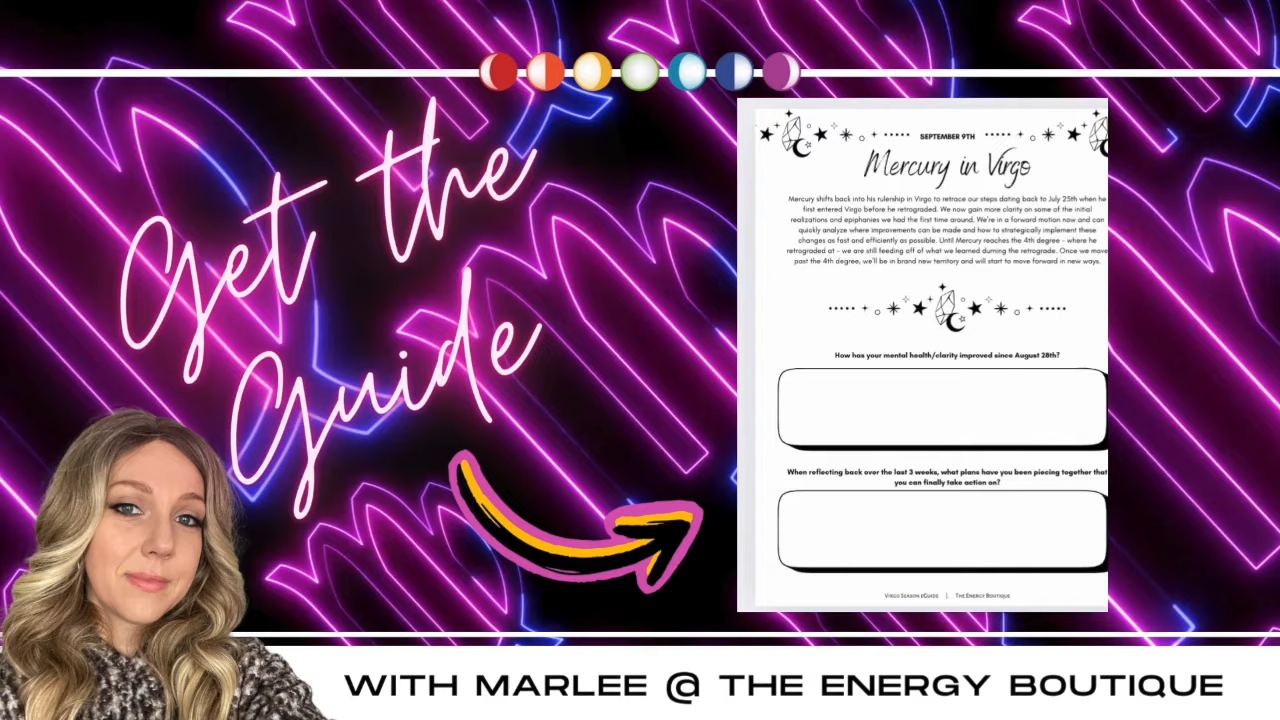 Get the
Guide
SEPTEMBER 9TH
Mercury in Virgo
Mercury shifts back into his rulership in Virgo to retrace our steps dating back to July 25th when he
first entered Virgo before he retrograded. We now gain more clarity on some of the initial
realizations and epiphanies we had the first time around. We're in a forward motion now and can
quickly analyze where improvements can be made and how to strategically implement these
changes as fast and efficiently as possible. Until Mercury reaches the 4th degree - where he
retrograded at - we are still feeding off of what we learned durning the retrograde. Once we move
past the 4th degree, we'll be in brand new territory and will start to move forward in new ways.
How has your mental health/clarity improved since August 28th?
When reflecting back over the last 3 weeks, what plans have you been piecing together that
you can finally take action on?
Virgo Season eGuide | The Energy Boutique
WITH MARLEE @ THE ENERGY BOUTIQUE